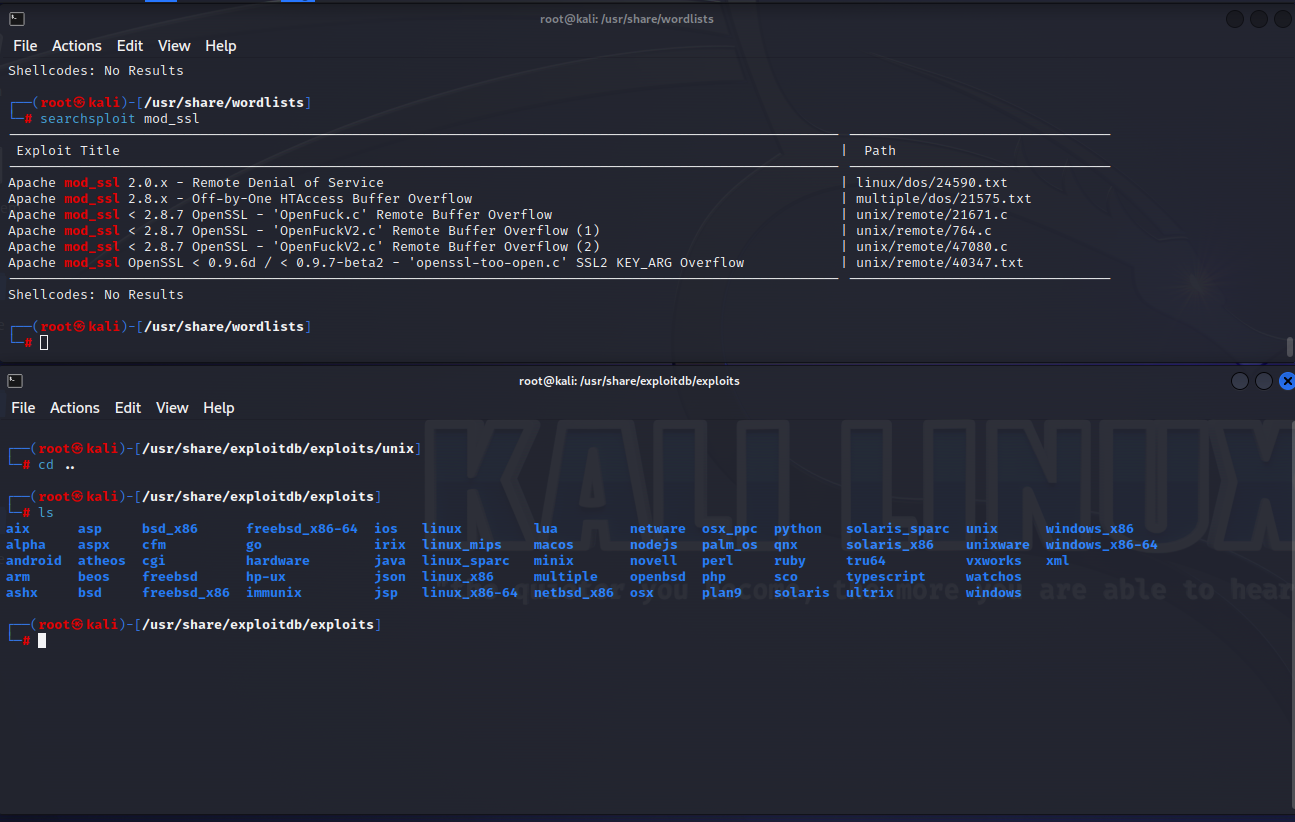 root@kali: /usr/share/wordlists
File Actions Edit View Help
Shellcodes: No Results
┌──(root㉿kali)-[/usr/share/wordlists]
└─# searchsploit mod_ssl
Exploit Title | Path
Apache mod_ssl 2.0.x - Remote Denial of Service | linux/dos/24590.txt
Apache mod_ssl 2.8.x - Off-by-One HTAccess Buffer Overflow | multiple/dos/21575.txt
Apache mod_ssl < 2.8.7 OpenSSL - 'OpenFuck.c' Remote Buffer Overflow | unix/remote/21671.c
Apache mod_ssl < 2.8.7 OpenSSL - 'OpenFuckV2.c' Remote Buffer Overflow (1) | unix/remote/764.c
Apache mod_ssl < 2.8.7 OpenSSL - 'OpenFuckV2.c' Remote Buffer Overflow (2) | unix/remote/47080.c
Apache mod_ssl OpenSSL < 0.9.6d / < 0.9.7-beta2 - 'openssl-too-open.c' SSL2 KEY_ARG Overflow | unix/remote/40347.txt
Shellcodes: No Results
┌──(root㉿kali)-[/usr/share/wordlists]
└─#
root@kali: /usr/share/exploitdb/exploits
File Actions Edit View Help
KALI LINUX
┌──(root㉿kali)-[/usr/share/exploitdb/exploits/unix]
└─# cd ..
┌──(root㉿kali)-[/usr/share/exploitdb/exploits]
└─# ls
aix asp bsd_x86 freebsd_x86-64 ios linux lua netware osx_ppc python solaris_sparc unix windows_x86
alpha aspx cfm go irix linux_mips macos nodejs palm_os qnx solaris_x86 unixware windows_x86-64
android atheos cgi hardware java linux_sparc minix novell perl ruby tru64 vxworks xml
arm beos freebsd hp-ux json linux_x86 multiple openbsd php sco typescript watchos
ashx bsd freebsd_x86 immunix jsp linux_x86-64 netbsd_x86 osx plan9 solaris ultrix windows
more you are able to hear
┌──(root㉿kali)-[/usr/share/exploitdb/exploits]
└─#